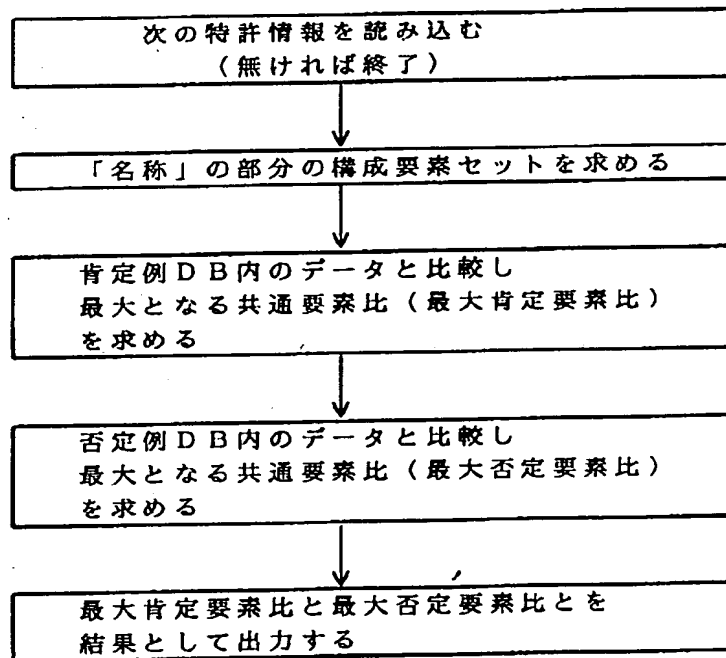 次の特許情報を読み込む
（無ければ終了）
「名称」の部分の構成要素セットを求める
肯定例DB内のデータと比較し
最大となる共通要素比（最大肯定要素比）
を求める
否定例DB内のデータと比較し
最大となる共通要素比（最大否定要素比）
を求める
最大肯定要素比と最大否定要素比とを
結果として出力する